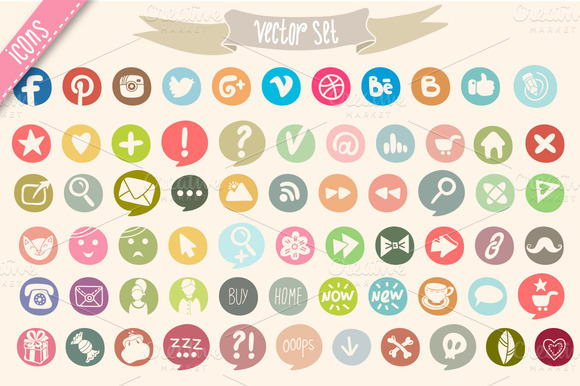 icons
vector set
f
G+
V
Bē
B
!
?
@
BUY
HOME
NOW
NEW
zzz
?!
OOOPS
Creative
MARKET